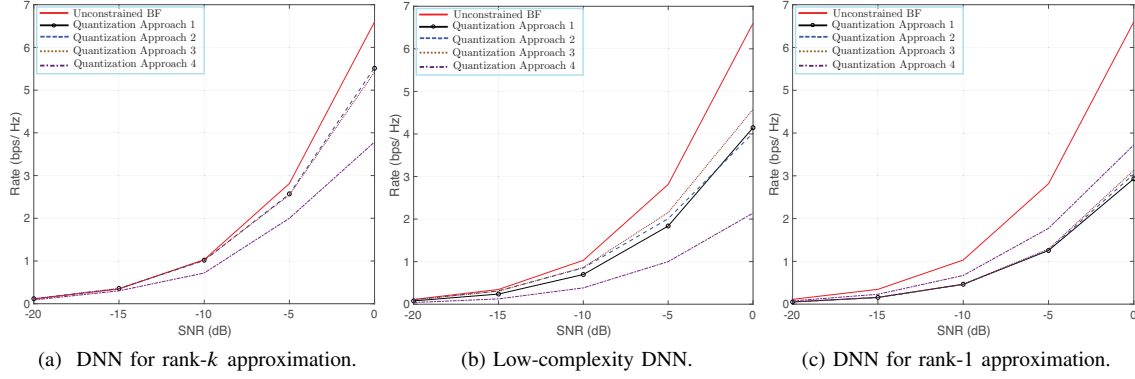 7
6
5
4
3
2
1
0
Rate (bps/ Hz)
Unconstrained BF
Quantization Approach 1
Quantization Approach 2
Quantization Approach 3
Quantization Approach 4
-20 -15 -10 -5 0
SNR (dB)
(a) DNN for rank-k approximation.
7
6
5
4
3
2
1
0
Rate (bps/ Hz)
Unconstrained BF
Quantization Approach 1
Quantization Approach 2
Quantization Approach 3
Quantization Approach 4
-20 -15 -10 -5 0
SNR (dB)
(b) Low-complexity DNN.
7
6
5
4
3
2
1
0
Rate (bps/ Hz)
Unconstrained BF
Quantization Approach 1
Quantization Approach 2
Quantization Approach 3
Quantization Approach 4
-20 -15 -10 -5 0
SNR (dB)
(c) DNN for rank-1 approximation.